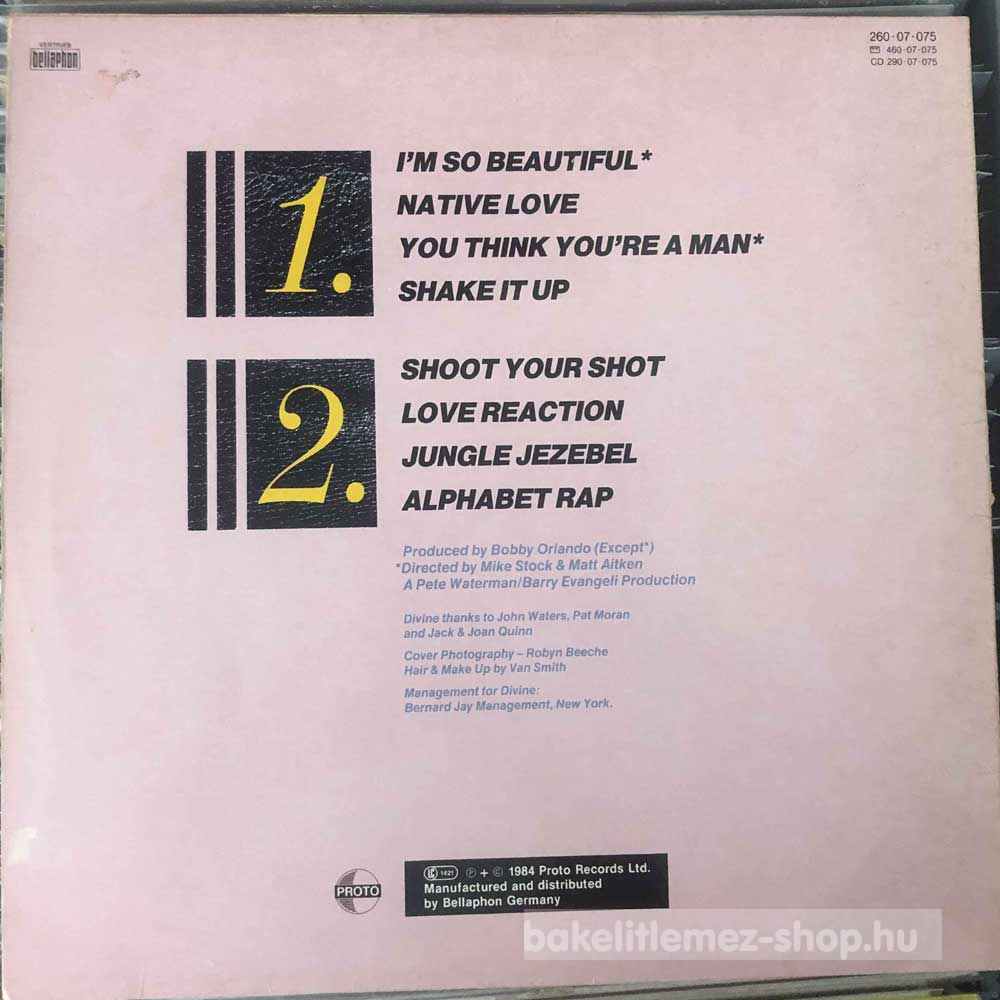 VERTRIEB
bellaphon
260·07·075
460·07·075
CD 290·07·075
1.
I'M SO BEAUTIFUL*
NATIVE LOVE
YOU THINK YOU'RE A MAN*
SHAKE IT UP
2.
SHOOT YOUR SHOT
LOVE REACTION
JUNGLE JEZEBEL
ALPHABET RAP
Produced by Bobby Orlando (Except*)
*Directed by Mike Stock & Matt Aitken
A Pete Waterman/Barry Evangeli Production
Divine thanks to John Waters, Pat Moran
and Jack & Joan Quinn
Cover Photography – Robyn Beeche
Hair & Make Up by Van Smith
Management for Divine:
Bernard Jay Management, New York.
PROTO
LC 1421 ℗ + © 1984 Proto Records Ltd.
Manufactured and distributed
by Bellaphon Germany
bakelitlemez-shop.hu